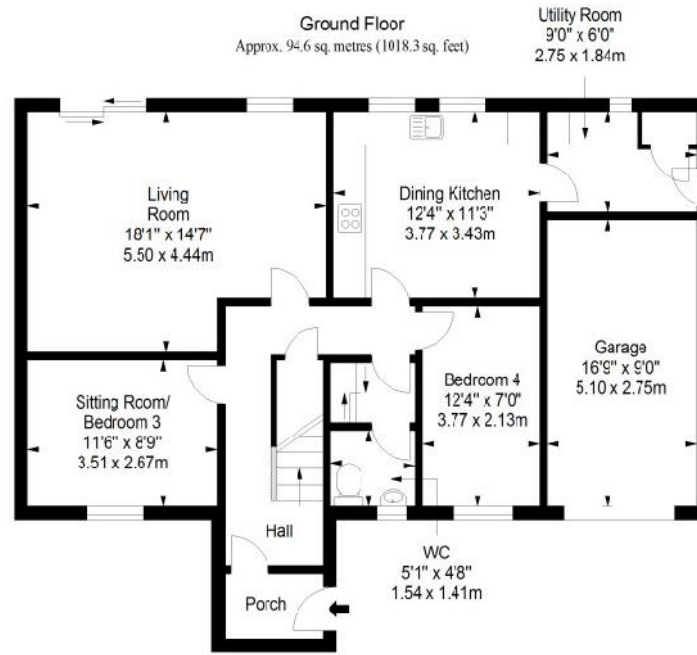 Ground Floor
Approx. 94.6 sq. metres (1018.3 sq. feet)
Utility Room
9'0" x 6'0"
2.75 x 1.84m
Living
Room
18'1" x 14'7"
5.50 x 4.44m
Dining Kitchen
12'4" x 11'3"
3.77 x 3.43m
Garage
16'9" x 9'0"
5.10 x 2.75m
Sitting Room/
Bedroom 3
11'6" x 8'9"
3.51 x 2.67m
Bedroom 4
12'4" x 7'0"
3.77 x 2.13m
Hall
WC
5'1" x 4'8"
1.54 x 1.41m
Porch